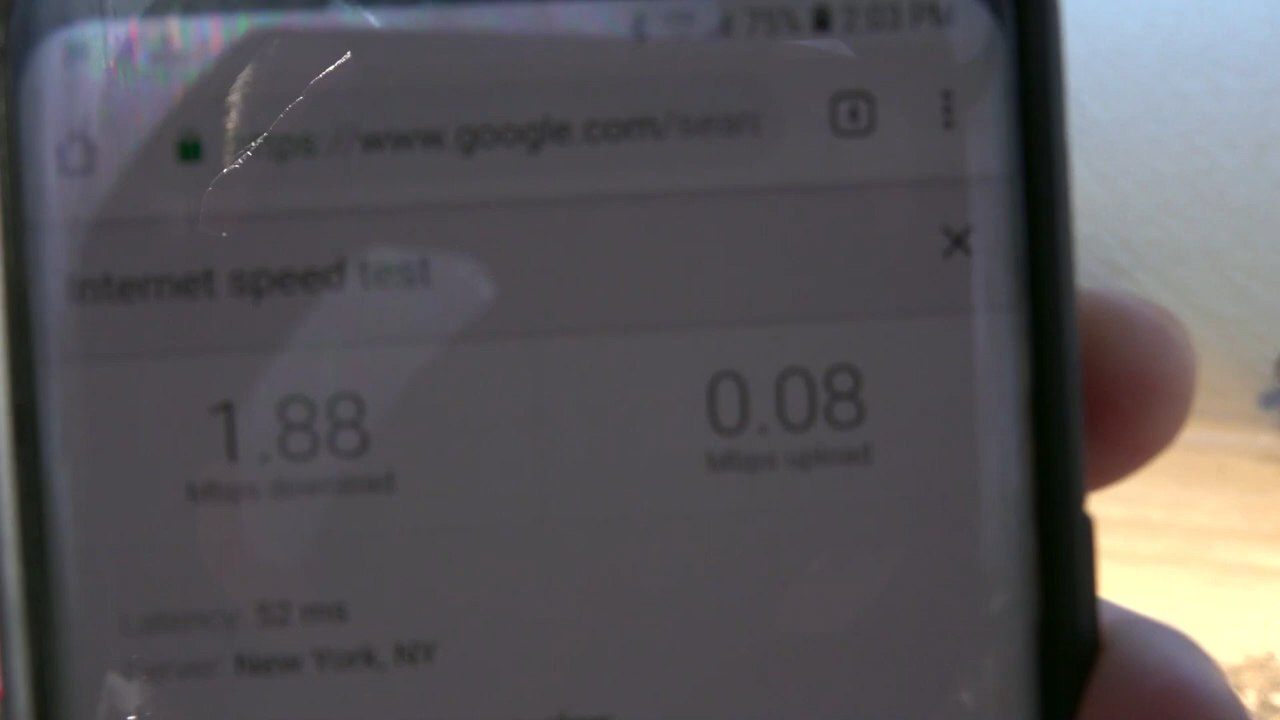 75% 2:03 PM
https://www.google.com/sear
Internet speed test
1.88
0.08
Mbps download
Mbps upload
Latency: 52 ms
Server: New York, NY